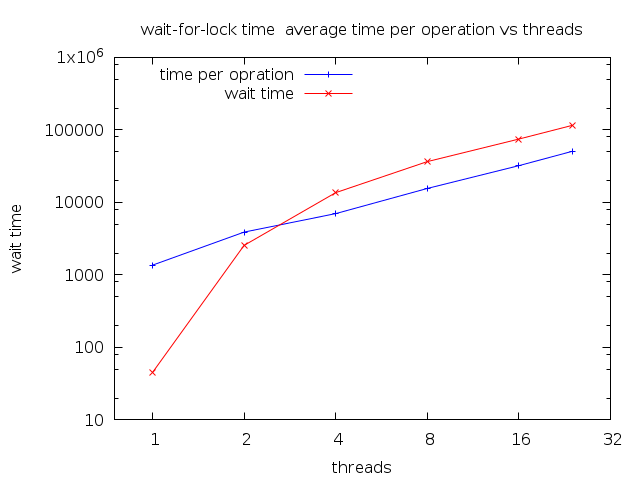 wait-for-lock time  average time per operation vs threads
1x10^6
100000
10000
1000
100
10
time per opration
wait time
wait time
1 2 4 8 16 32
threads